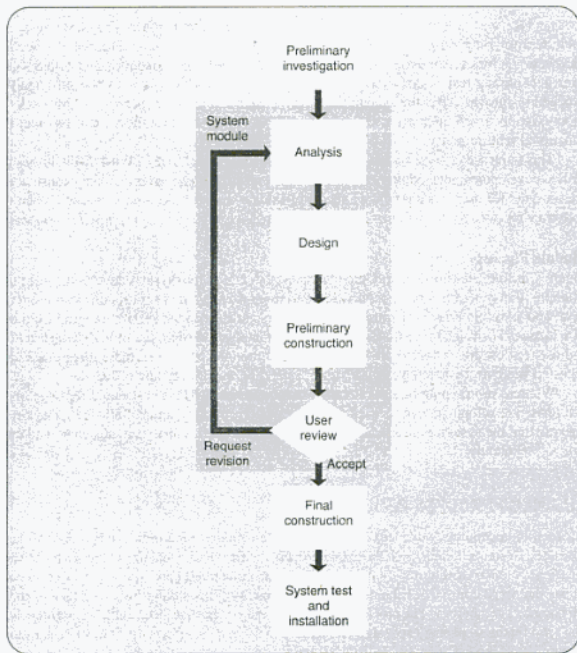 Preliminary
investigation
System
module
Analysis
Design
Preliminary
construction
User
review
Request
revision
Accept
Final
construction
System test
and
installation